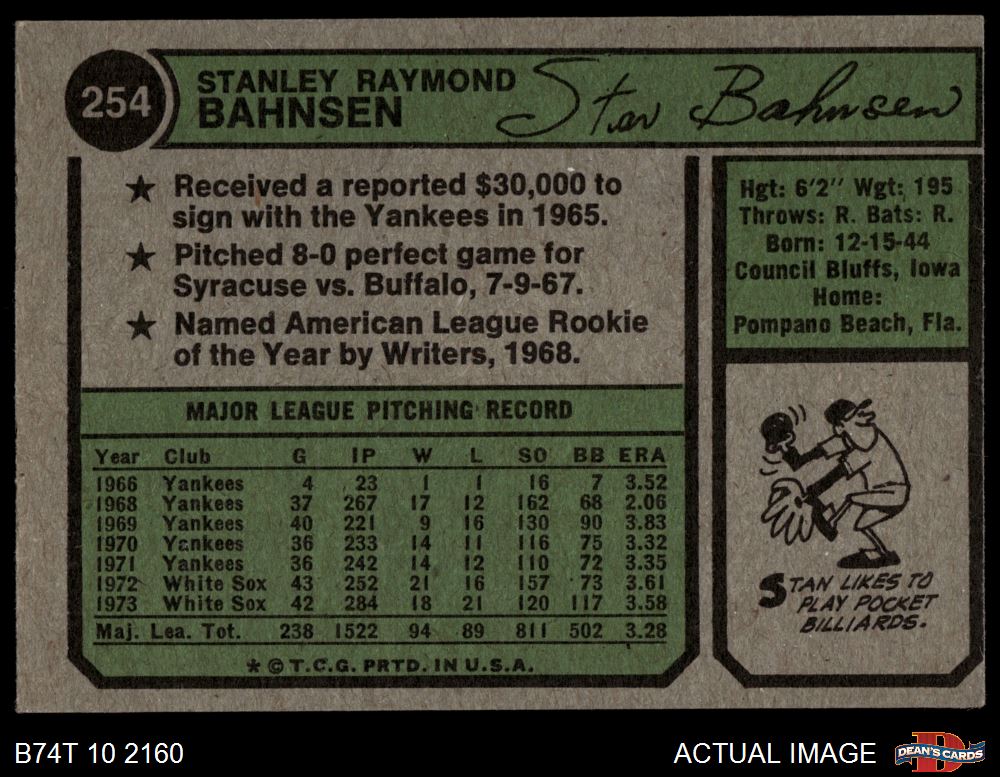 254
STANLEY RAYMOND
BAHNSEN
Stan Bahnsen
★ Received a reported $30,000 to
sign with the Yankees in 1965.
★ Pitched 8-0 perfect game for
Syracuse vs. Buffalo, 7-9-67.
★ Named American League Rookie
of the Year by Writers, 1968.
MAJOR LEAGUE PITCHING RECORD
Year Club G IP W L SO BB ERA
1966 Yankees 4 23 1 1 16 7 3.52
1968 Yankees 37 267 17 12 162 68 2.06
1969 Yankees 40 221 9 16 130 90 3.83
1970 Yankees 36 233 14 11 116 75 3.32
1971 Yankees 36 242 14 12 110 72 3.35
1972 White Sox 43 252 21 16 157 73 3.61
1973 White Sox 42 284 18 21 120 117 3.58
Maj. Lea. Tot. 238 1522 94 89 811 502 3.28
* © T.C.G. PRTD. IN U.S.A.
Hgt: 6'2" Wgt: 195
Throws: R. Bats: R.
Born: 12-15-44
Council Bluffs, Iowa
Home:
Pompano Beach, Fla.
STAN LIKES TO
PLAY POCKET
BILLIARDS.
B74T 10 2160
ACTUAL IMAGE
DEAN'S CARDS